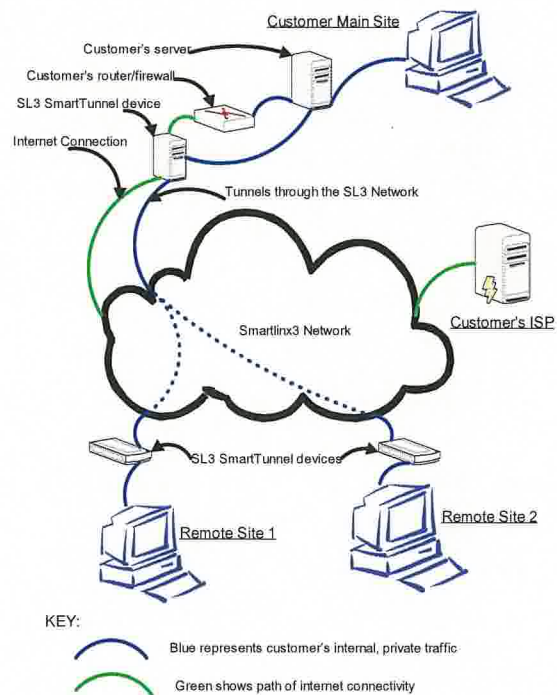 Customer Main Site
Customer's server
Customer's router/firewall
SL3 SmartTunnel device
Internet Connection
Tunnels through the SL3 Network
Smartlinx3 Network
Customer's ISP
SL3 SmartTunnel devices
Remote Site 1
Remote Site 2
KEY:
Blue represents customer's internal, private traffic
Green shows path of internet connectivity